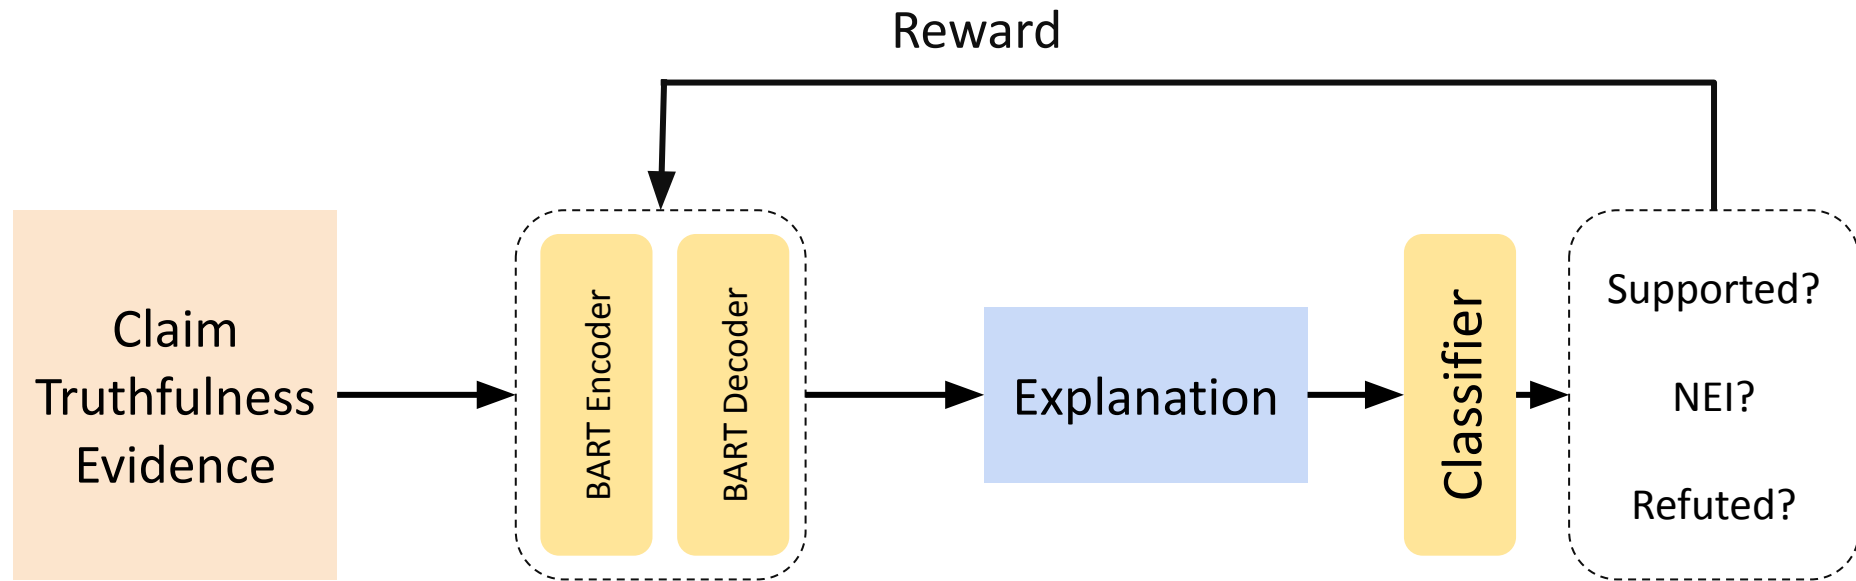 Reward
Claim
Truthfulness
Evidence
BART Encoder
BART Decoder
Explanation
Classifier
Supported?
NEI?
Refuted?